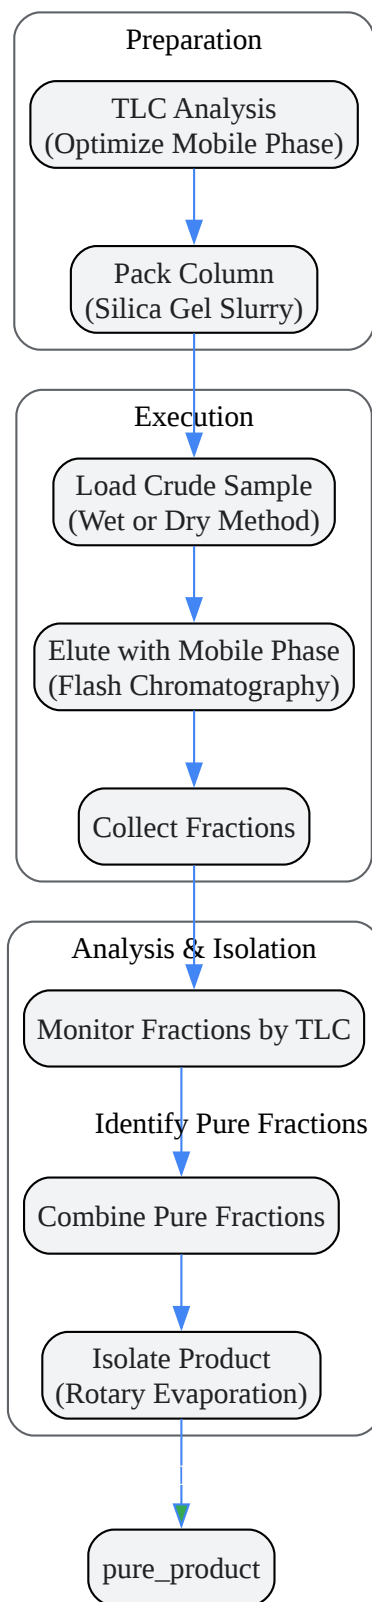 Preparation
TLC Analysis
(Optimize Mobile Phase)
Pack Column
(Silica Gel Slurry)
Execution
Load Crude Sample
(Wet or Dry Method)
Elute with Mobile Phase
(Flash Chromatography)
Collect Fractions
Analysis & Isolation
Monitor Fractions by TLC
Identify Pure Fractions
Combine Pure Fractions
Isolate Product
(Rotary Evaporation)
pure_product